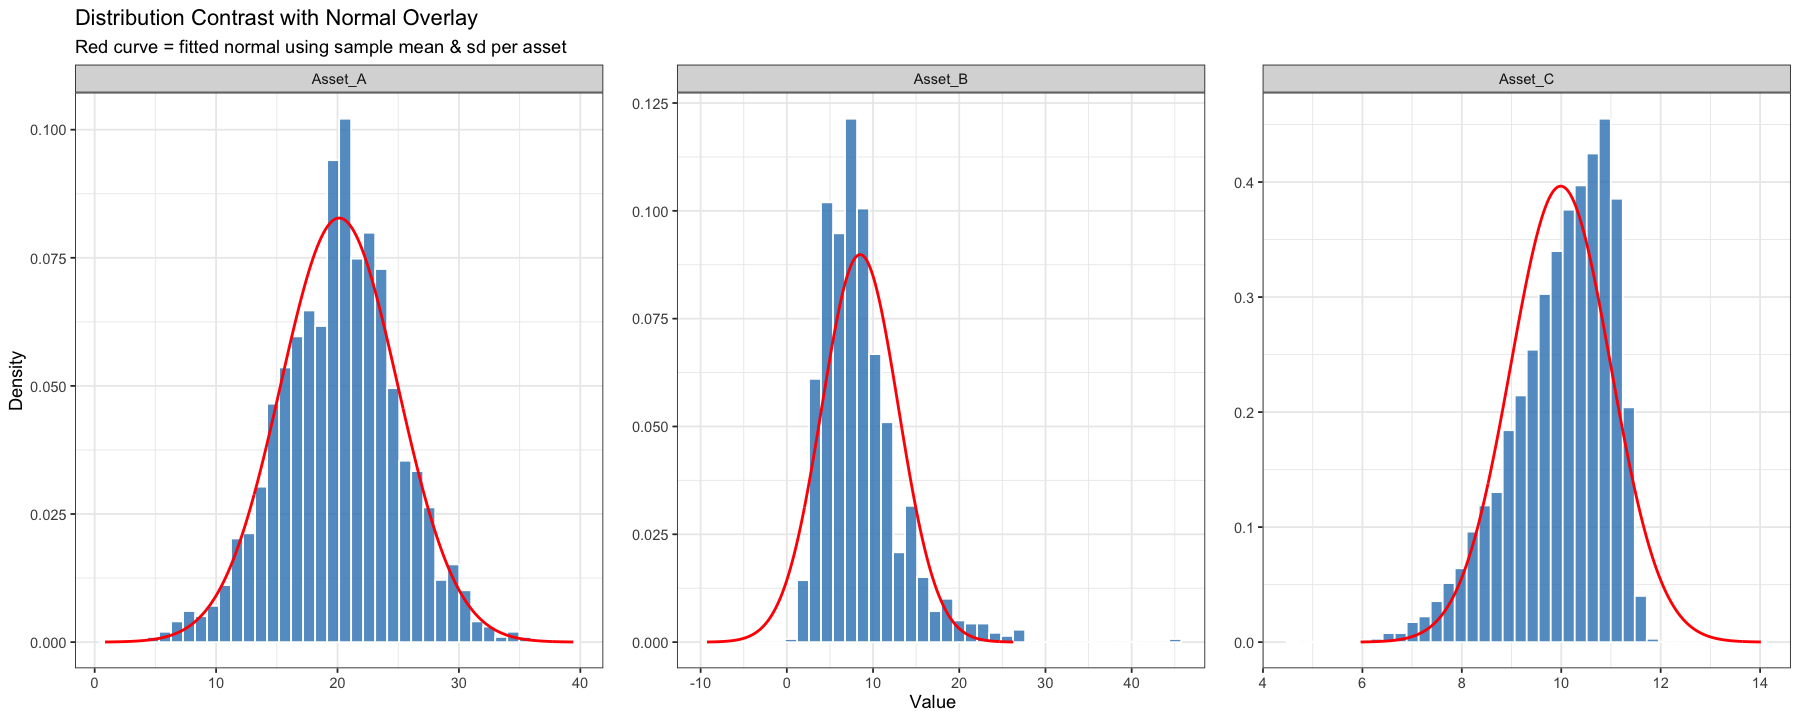 Distribution Contrast with Normal Overlay
Red curve = fitted normal using sample mean & sd per asset
Asset_A
Asset_B
Asset_C
Density
0.100
0.075
0.050
0.025
0.000
0.125
0.100
0.075
0.050
0.025
0.000
0.4
0.3
0.2
0.1
0.0
0 10 20 30 40
-10 0 10 20 30 40
4 6 8 10 12 14
Value